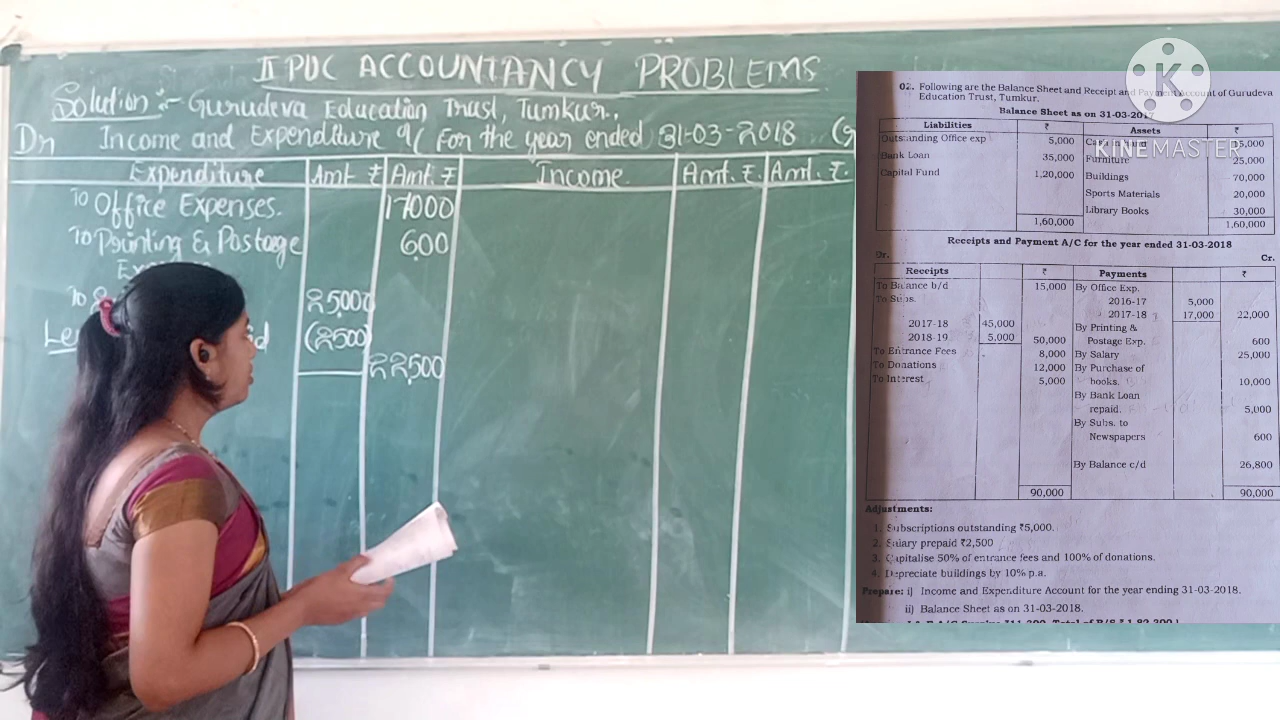 II PUC ACCOUNTANCY PROBLEMS
Solution :- Gurudeva Education Trust, Tumkur.,
Dr Income and Expenditure a/c For the year ended 31-03-2018
Expenditure Amt ₹ Amt. ₹ Income. Amt. ₹. Amt. ₹.
To Office Expenses. 17000
To Printing & Postage 600
To 25,000
(2500)
22,500
KINEMASTER
02. Following are the Balance Sheet and Receipt and Payment Account of Gurudeva
Education Trust, Tumkur.
Balance Sheet as on 31-03-2017
Liabilities ₹ Assets ₹
Outstanding Office exp 5,000 15,000
Bank Loan 35,000 Furniture 25,000
Capital Fund 1,20,000 Buildings 70,000
Sports Materials 20,000
Library Books 30,000
1,60,000 1,60,000
Receipts and Payment A/C for the year ended 31-03-2018
Dr. Cr.
Receipts ₹ Payments ₹
To Balance b/d 15,000 By Office Exp.
To Subs. 2016-17 5,000
2017-18 17,000 22,000
2017-18 45,000 By Printing &
2018-19 5,000 50,000 Postage Exp. 600
To Entrance Fees 8,000 By Salary 25,000
To Donations 12,000 By Purchase of
To Interest 5,000 books. 10,000
By Bank Loan
repaid. 5,000
By Subs. to
Newspapers 600
By Balance c/d 26,800
90,000 90,000
Adjustments:
1. Subscriptions outstanding ₹5,000.
2. Salary prepaid ₹2,500
3. Capitalise 50% of entrance fees and 100% of donations.
4. Depreciate buildings by 10% p.a.
Prepare: i) Income and Expenditure Account for the year ending 31-03-2018.
ii) Balance Sheet as on 31-03-2018.